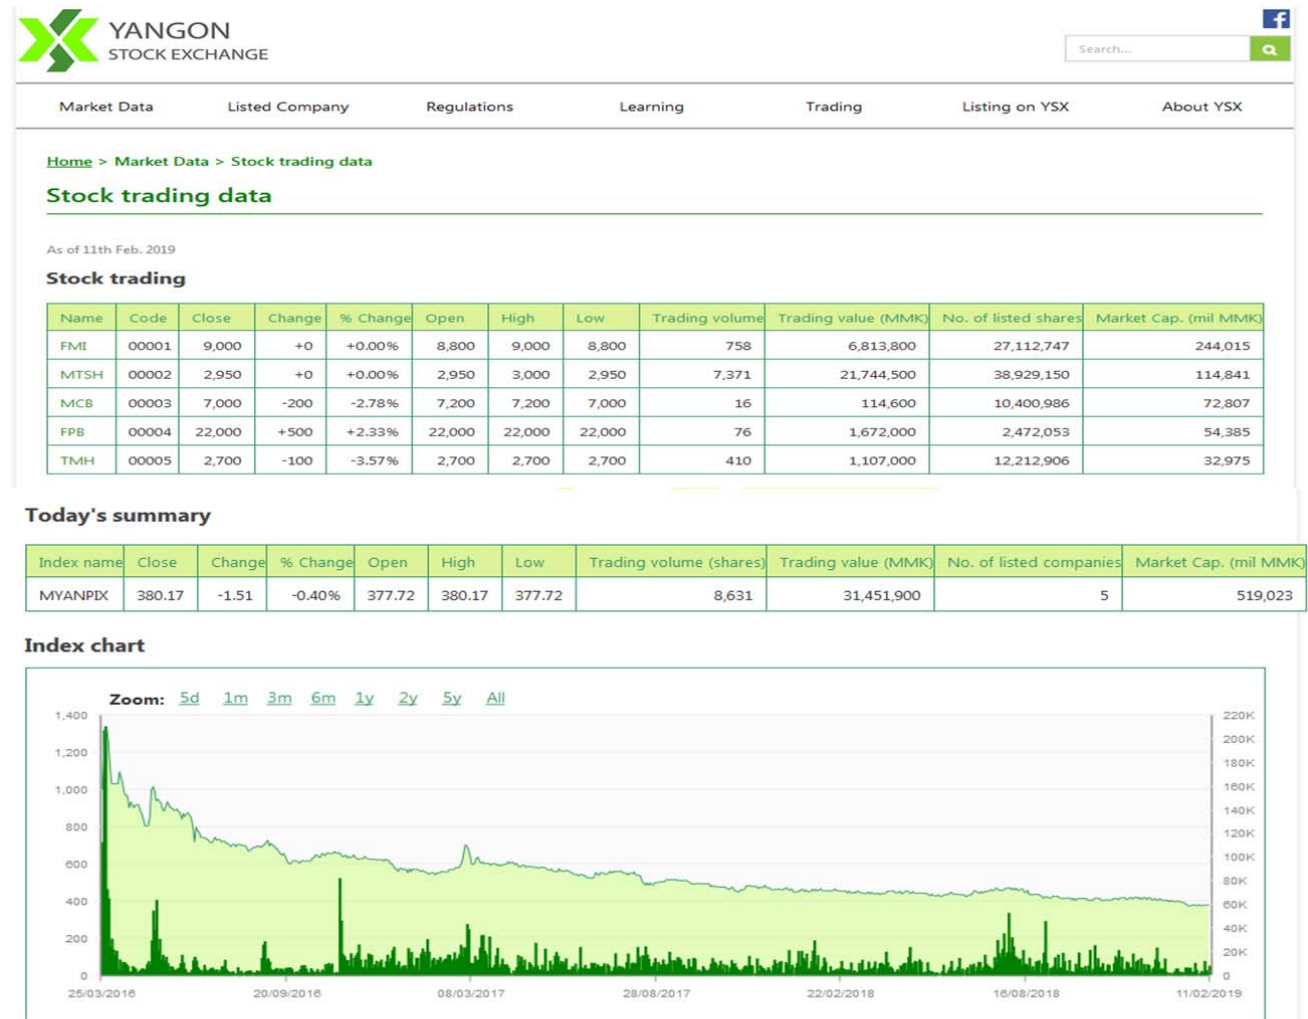 YANGON
STOCK EXCHANGE
f
Search...
Market Data Listed Company Regulations Learning Trading Listing on YSX About YSX
Home > Market Data > Stock trading data
Stock trading data
As of 11th Feb. 2019
Stock trading
Name Code Close Change % Change Open High Low Trading volume Trading value (MMK) No. of listed shares Market Cap. (mil MMK)
FMI 00001 9,000 +0 +0.00% 8,800 9,000 8,800 758 6,813,800 27,112,747 244,015
MTSH 00002 2,950 +0 +0.00% 2,950 3,000 2,950 7,371 21,744,500 38,929,150 114,841
MCB 00003 7,000 -200 -2.78% 7,200 7,200 7,000 16 114,600 10,400,986 72,807
FPB 00004 22,000 +500 +2.33% 22,000 22,000 22,000 76 1,672,000 2,472,053 54,385
TMH 00005 2,700 -100 -3.57% 2,700 2,700 2,700 410 1,107,000 12,212,906 32,975
Today's summary
Index name Close Change % Change Open High Low Trading volume (shares) Trading value (MMK) No. of listed companies Market Cap. (mil MMK)
MYANPIX 380.17 -1.51 -0.40% 377.72 380.17 377.72 8,631 31,451,900 5 519,023
Index chart
Zoom: 5d 1m 3m 6m 1y 2y 5y All
1,400 220K
200K
1,200 180K
1,000 160K
140K
800 120K
600 100K
80K
400 60K
40K
200 20K
0 0
25/03/2016 20/09/2016 08/03/2017 28/08/2017 22/02/2018 16/08/2018 11/02/2019